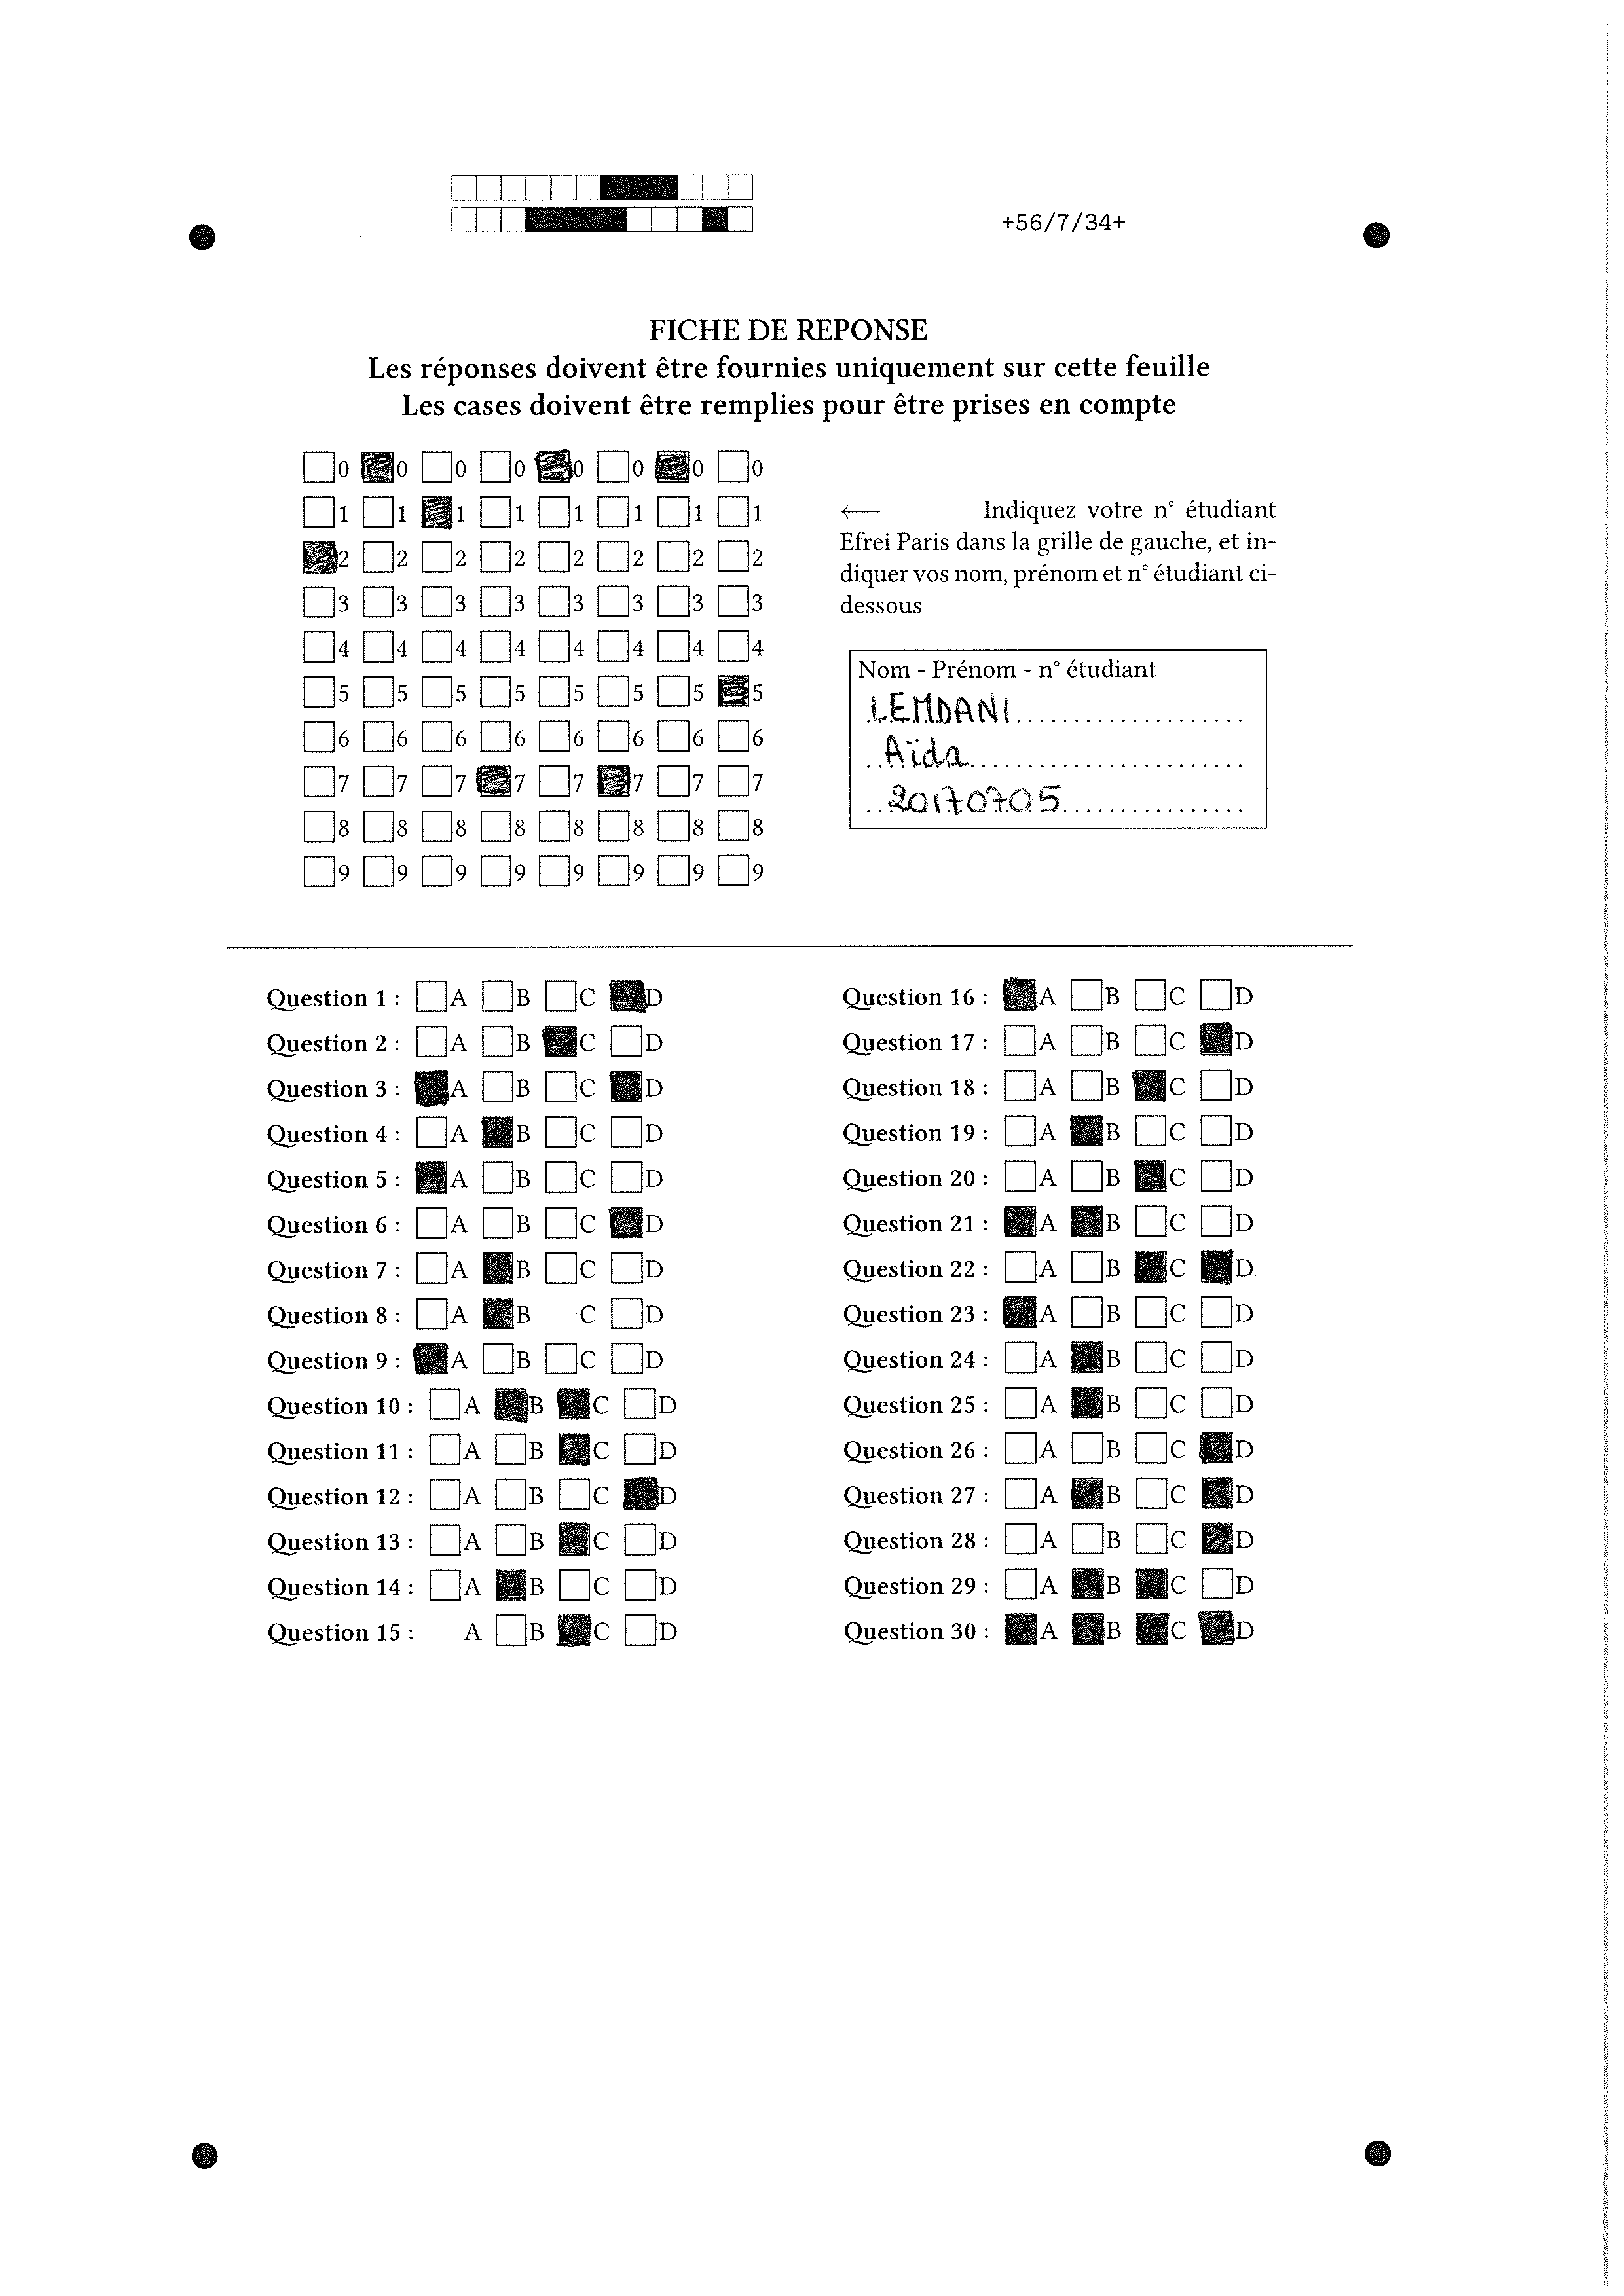 +56/7/34+
FICHE DE REPONSE
Les réponses doivent être fournies uniquement sur cette feuille
Les cases doivent être remplies pour être prises en compte
0 0 0 0 0 0 0 0
1 1 1 1 1 1 1 1
2 2 2 2 2 2 2 2
3 3 3 3 3 3 3 3
4 4 4 4 4 4 4 4
5 5 5 5 5 5 5 5
6 6 6 6 6 6 6 6
7 7 7 7 7 7 7 7
8 8 8 8 8 8 8 8
9 9 9 9 9 9 9 9
← Indiquez votre n° étudiant
Efrei Paris dans la grille de gauche, et in-
diquer vos nom, prénom et n° étudiant ci-
dessous
Nom - Prénom - n° étudiant
LEMDANI
Aïda
20170705
Question 1 : A B C D
Question 2 : A B C D
Question 3 : A B C D
Question 4 : A B C D
Question 5 : A B C D
Question 6 : A B C D
Question 7 : A B C D
Question 8 : A B C D
Question 9 : A B C D
Question 10 : A B C D
Question 11 : A B C D
Question 12 : A B C D
Question 13 : A B C D
Question 14 : A B C D
Question 15 : A B C D
Question 16 : A B C D
Question 17 : A B C D
Question 18 : A B C D
Question 19 : A B C D
Question 20 : A B C D
Question 21 : A B C D
Question 22 : A B C D
Question 23 : A B C D
Question 24 : A B C D
Question 25 : A B C D
Question 26 : A B C D
Question 27 : A B C D
Question 28 : A B C D
Question 29 : A B C D
Question 30 : A B C D